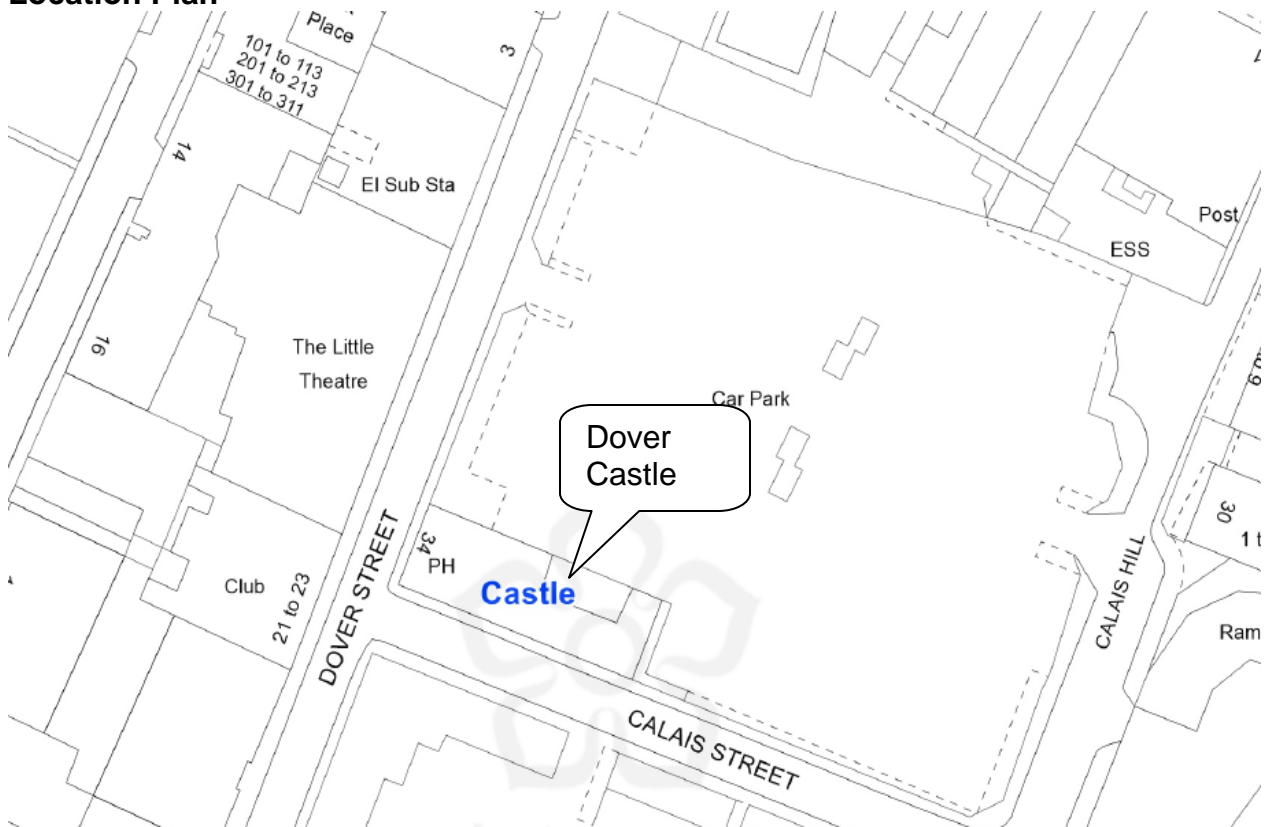 Place
101 to 113
201 to 213
301 to 311
3
14
El Sub Sta
Post
ESS
16
The Little
Theatre
Car Park
Dover
Castle
34
PH
Castle
Club
21 to 23
DOVER STREET
CALAIS HILL
30
1 t
Ram
CALAIS STREET